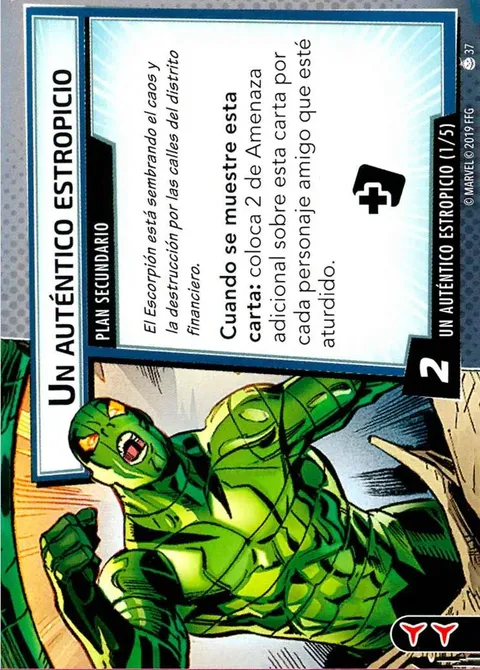 UN AUTÉNTICO ESTROPICIO
PLAN SECUNDARIO
El Escorpión está sembrando el caos y
la destrucción por las calles del distrito
financiero.
Cuando se muestre esta
carta: coloca 2 de Amenaza
adicional sobre esta carta por
cada personaje amigo que esté
aturdido.
2
UN AUTÉNTICO ESTROPICIO (1/5)
© MARVEL © 2019 FFG
37